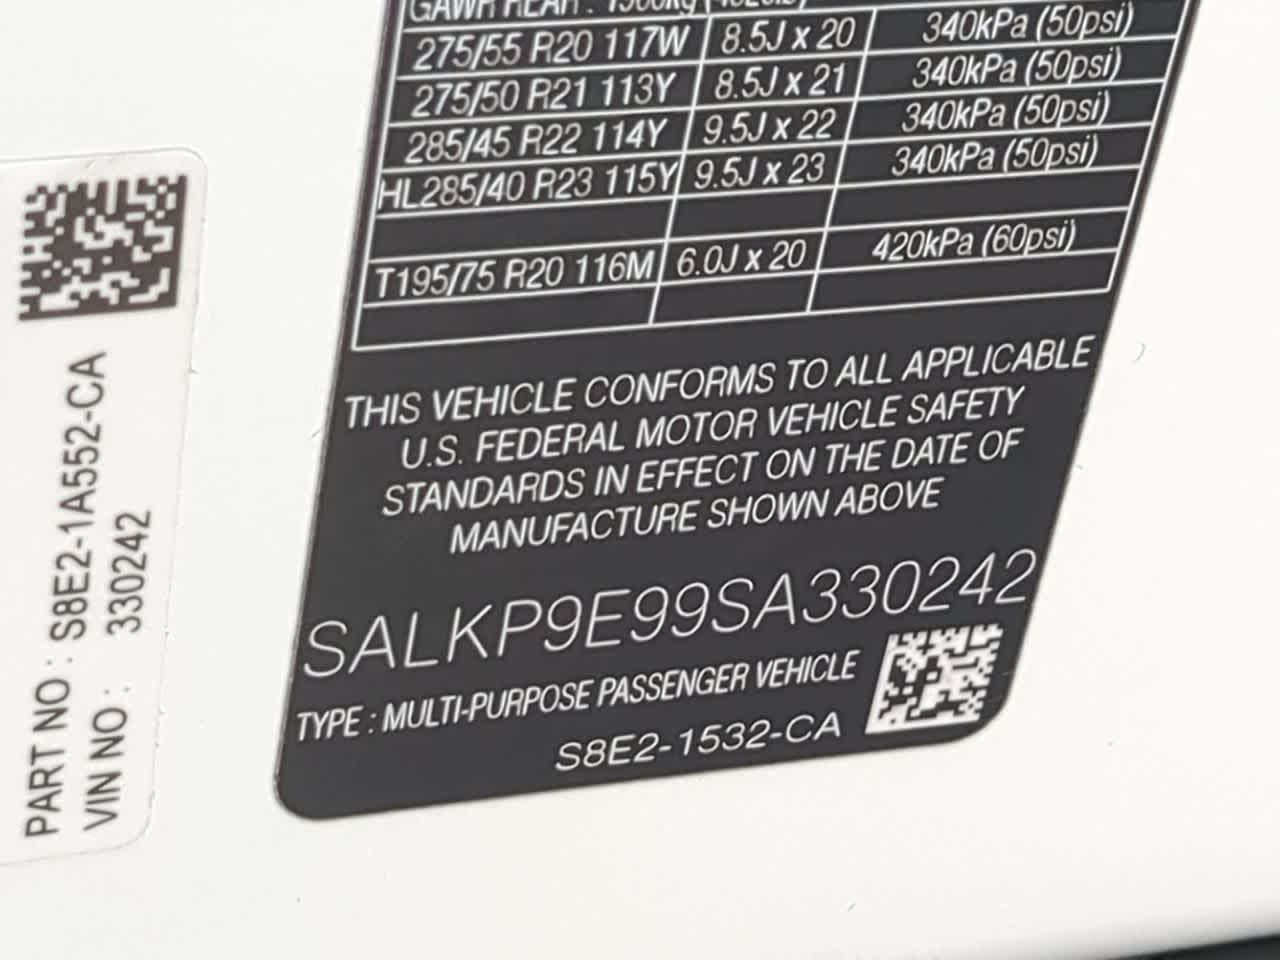 GAWR REAR : 1900kg (
275/55 R20 117W 8.5J x 20 340kPa (50psi)
275/50 R21 113Y 8.5J x 21 340kPa (50psi)
285/45 R22 114Y 9.5J x 22 340kPa (50psi)
HL285/40 R23 115Y 9.5J x 23 340kPa (50psi)
T195/75 R20 116M 6.0J x 20 420kPa (60psi)
THIS VEHICLE CONFORMS TO ALL APPLICABLE
U.S. FEDERAL MOTOR VEHICLE SAFETY
STANDARDS IN EFFECT ON THE DATE OF
MANUFACTURE SHOWN ABOVE
SALKP9E99SA330242
TYPE : MULTI-PURPOSE PASSENGER VEHICLE
S8E2-1532-CA
PART NO : S8E2-1A552-CA
VIN NO : 330242